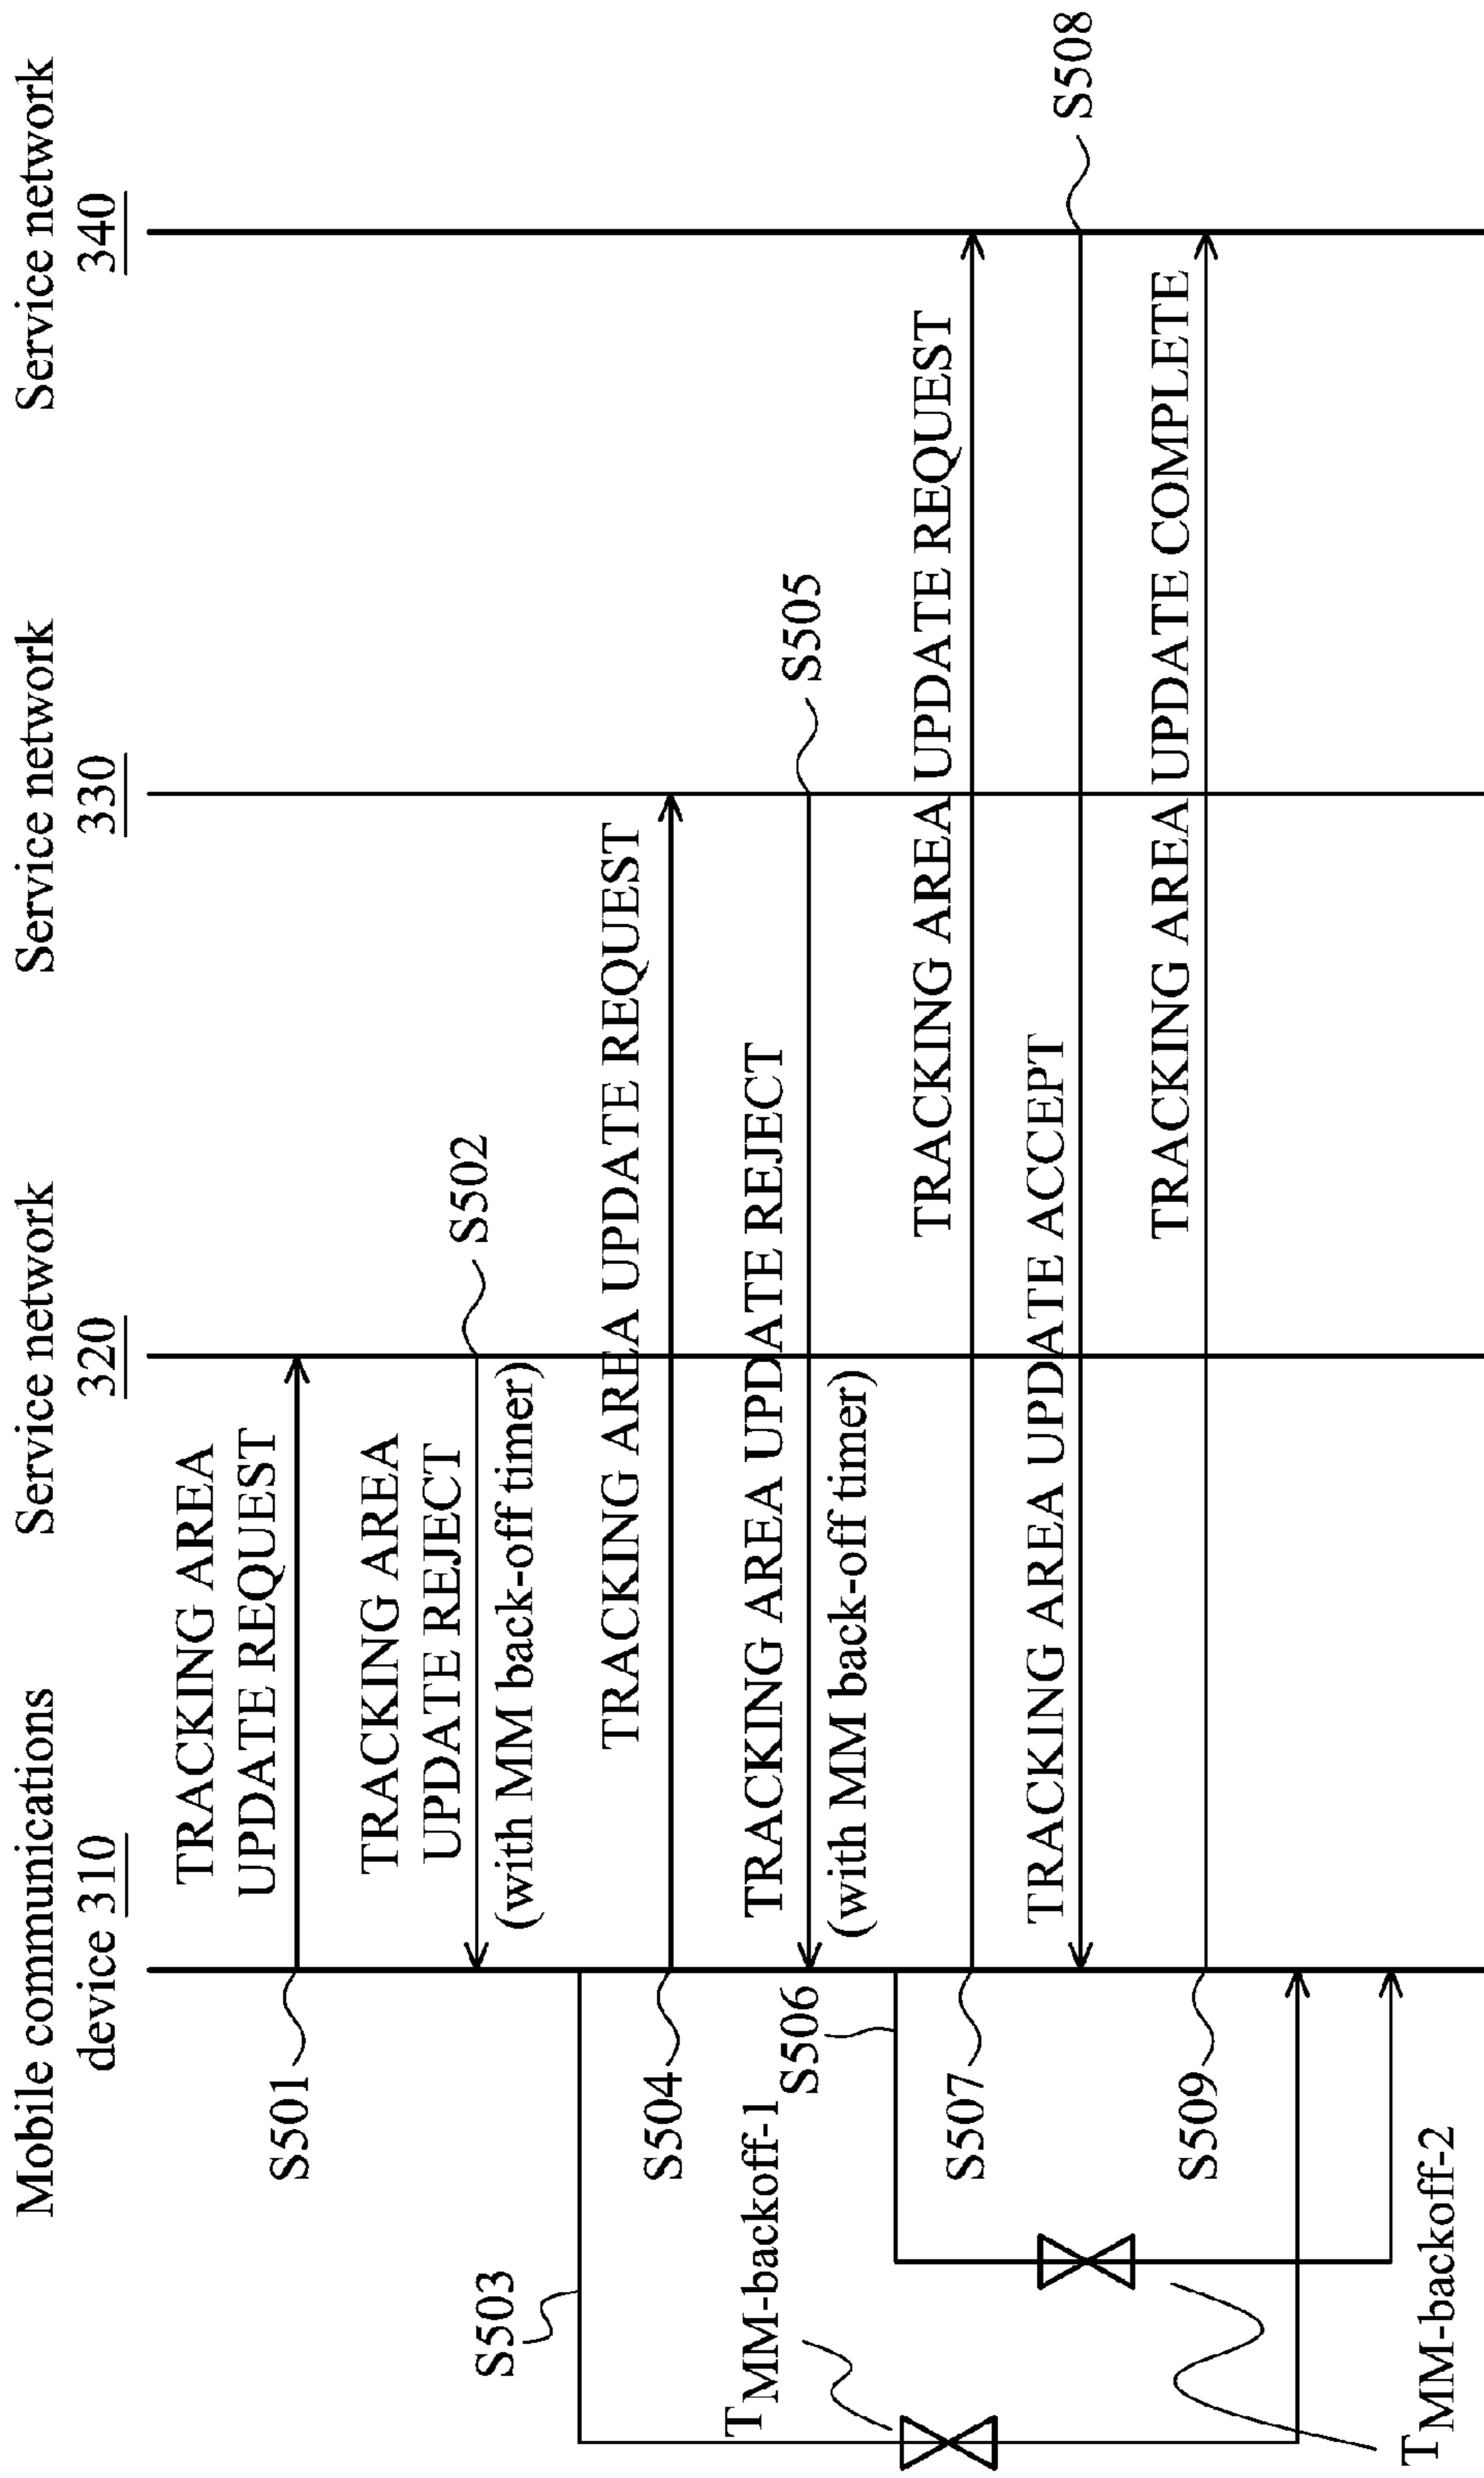 Mobile communications
device 310
Service network
320
Service network
330
Service network
340
S501
TRACKING AREA
UPDATE REQUEST
TRACKING AREA
UPDATE REJECT
(with MM back-off timer)
S502
S503
S504
TRACKING AREA UPDATE REQUEST
TMM-backoff-1
TRACKING AREA UPDATE REJECT
(with MM back-off timer)
S505
S506
S507
TRACKING AREA UPDATE REQUEST
TRACKING AREA UPDATE ACCEPT
S508
S509
TRACKING AREA UPDATE COMPLETE
TMM-backoff-2